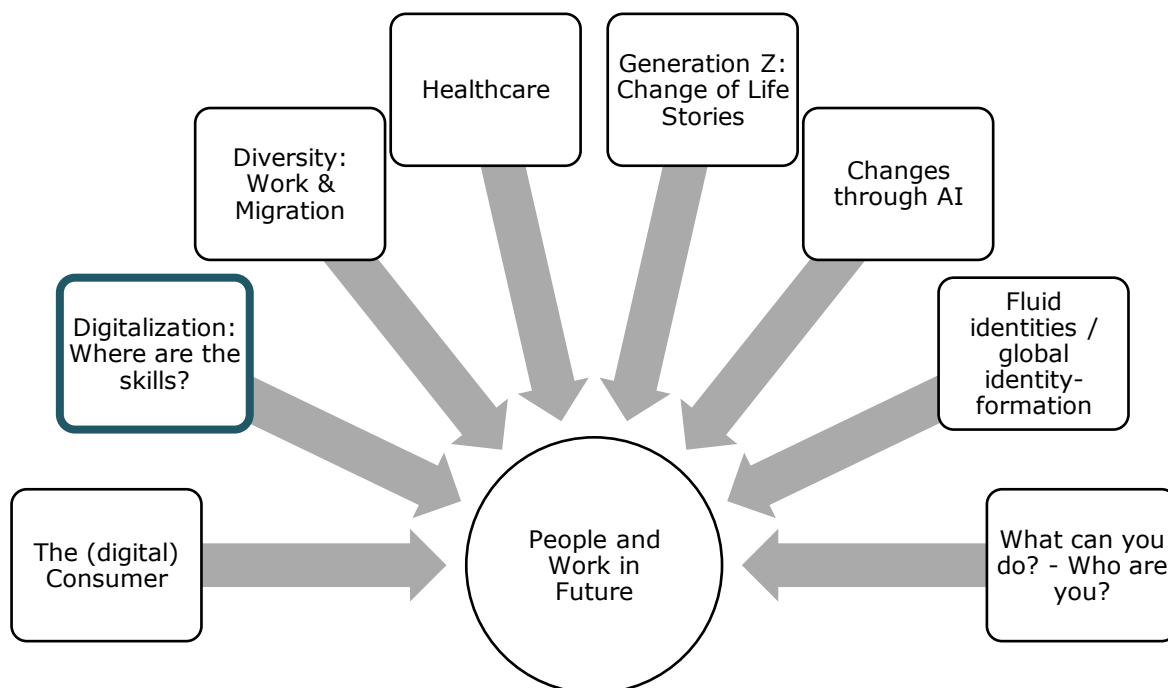 Healthcare
Generation Z:
Change of Life
Stories
Diversity:
Work &
Migration
Changes
through AI
Digitalization:
Where are the
skills?
Fluid
identities /
global
identity-
formation
The (digital)
Consumer
People and
Work in
Future
What can you
do? - Who are
you?